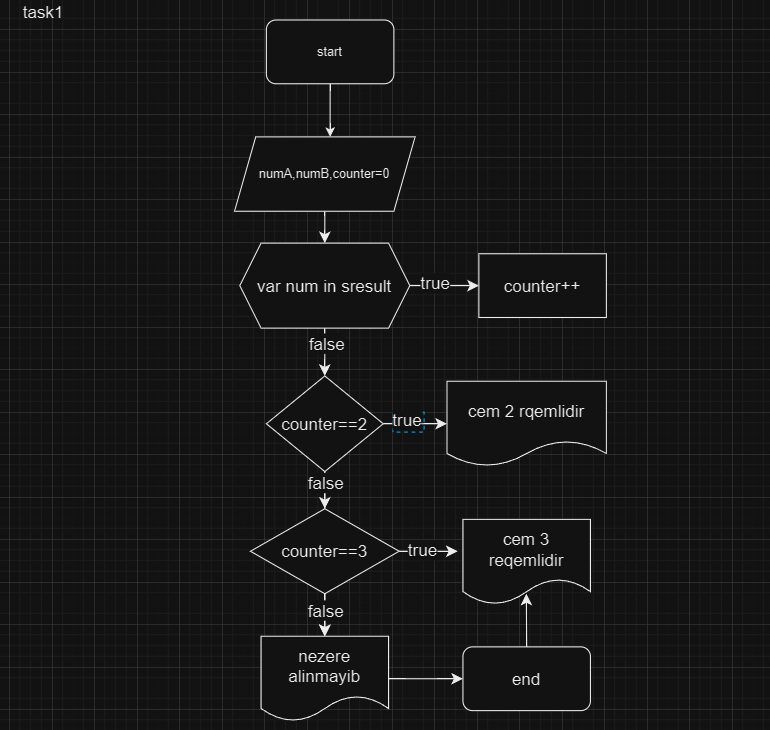 task1
start
numA,numB,counter=0
var num in sresult
true
counter++
false
counter==2
true
cem 2 rqemlidir
false
counter==3
true
cem 3
reqemlidir
false
nezere
alinmayib
end